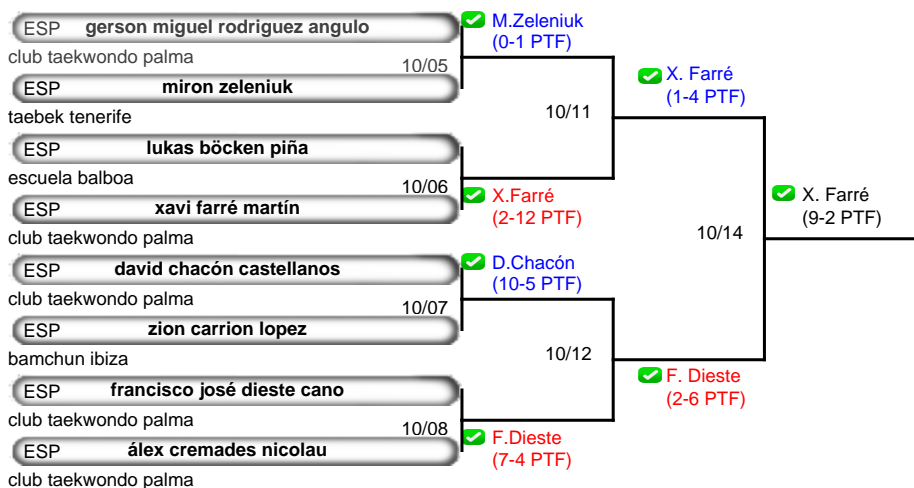 ESP gerson miguel rodriguez angulo
club taekwondo palma
10/05
ESP miron zeleniuk
taebek tenerife
M.Zeleniuk
(0-1 PTF)
ESP lukas böcken piña
escuela balboa
10/06
ESP xavi farré martín
club taekwondo palma
X.Farré
(2-12 PTF)
10/11
X. Farré
(1-4 PTF)
ESP david chacón castellanos
club taekwondo palma
10/07
ESP zion carrion lopez
bamchun ibiza
D.Chacón
(10-5 PTF)
ESP francisco josé dieste cano
club taekwondo palma
10/08
ESP álex cremades nicolau
club taekwondo palma
F.Dieste
(7-4 PTF)
10/12
F. Dieste
(2-6 PTF)
10/14
X. Farré
(9-2 PTF)